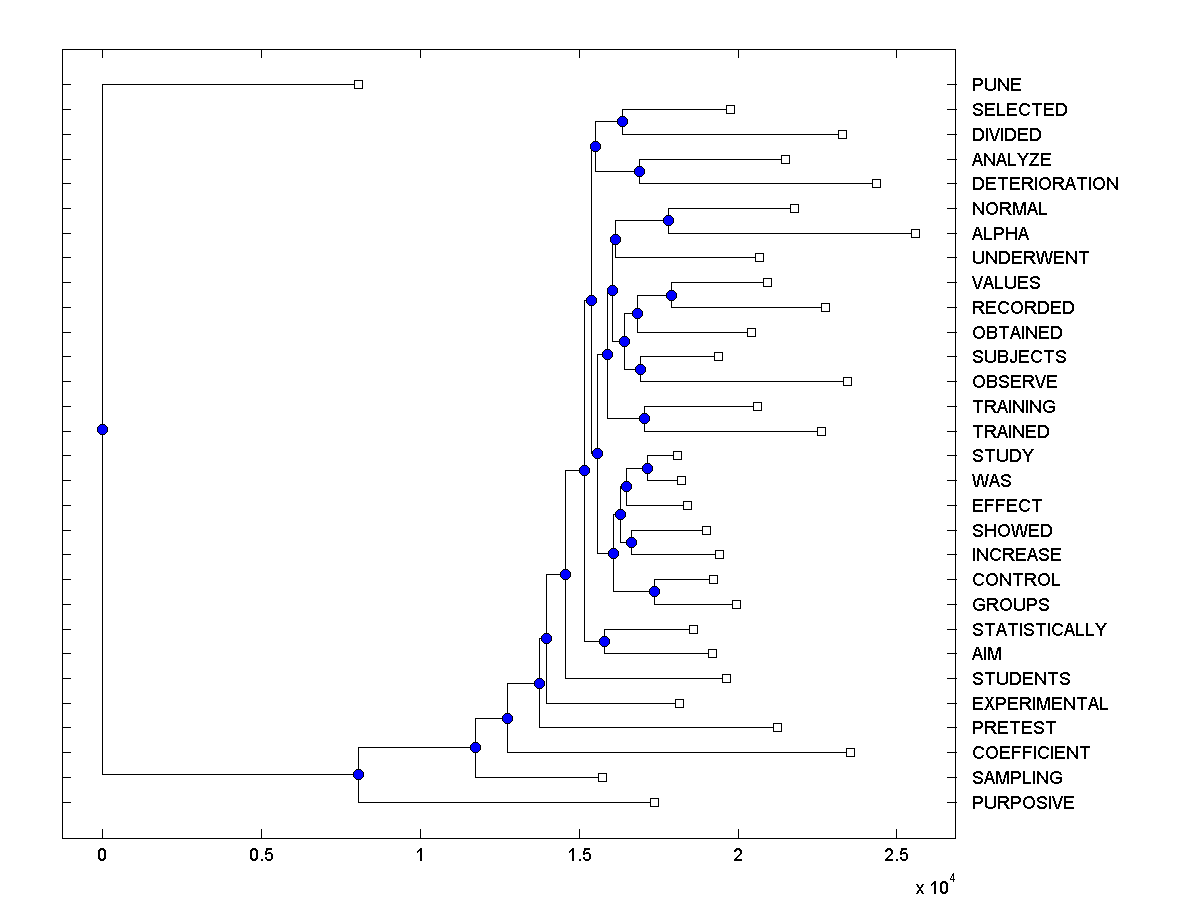 PUNE
SELECTED
DIVIDED
ANALYZE
DETERIORATION
NORMAL
ALPHA
UNDERWENT
VALUES
RECORDED
OBTAINED
SUBJECTS
OBSERVE
TRAINING
TRAINED
STUDY
WAS
EFFECT
SHOWED
INCREASE
CONTROL
GROUPS
STATISTICALLY
AIM
STUDENTS
EXPERIMENTAL
PRETEST
COEFFICIENT
SAMPLING
PURPOSIVE
0 0.5 1 1.5 2 2.5
x 10^4